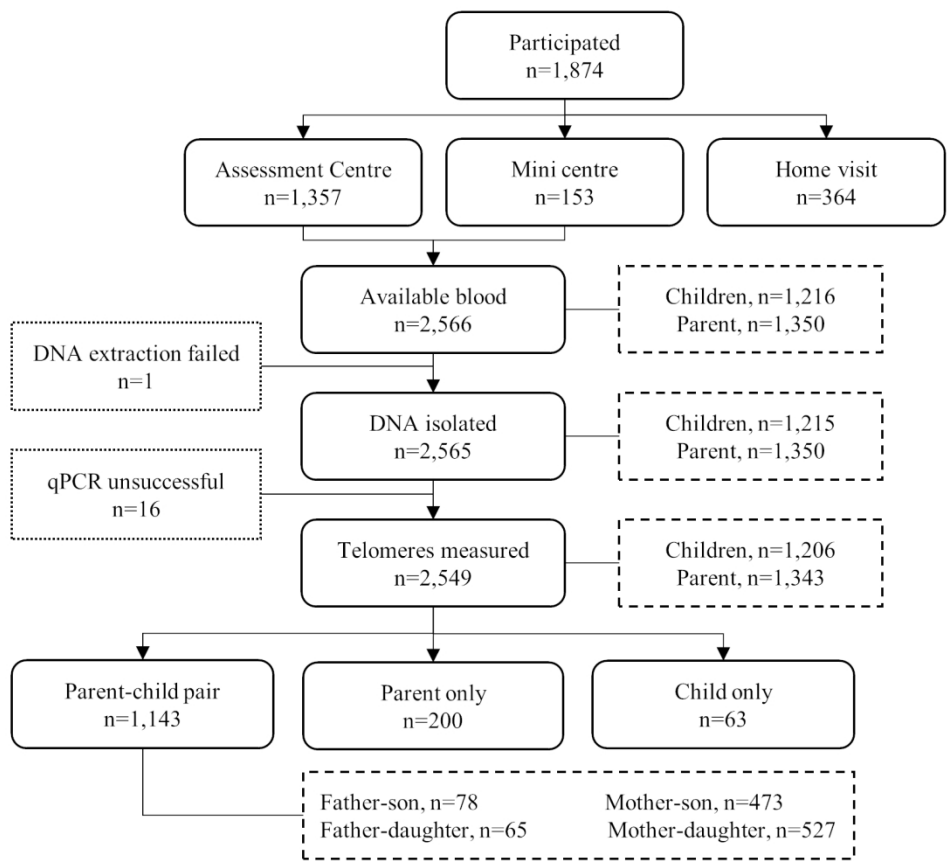 Participated
n=1,874
Assessment Centre
n=1,357
Mini centre
n=153
Home visit
n=364
Available blood
n=2,566
Children, n=1,216
Parent, n=1,350
DNA extraction failed
n=1
DNA isolated
n=2,565
Children, n=1,215
Parent, n=1,350
qPCR unsuccessful
n=16
Telomeres measured
n=2,549
Children, n=1,206
Parent, n=1,343
Parent-child pair
n=1,143
Parent only
n=200
Child only
n=63
Father-son, n=78 Mother-son, n=473
Father-daughter, n=65 Mother-daughter, n=527